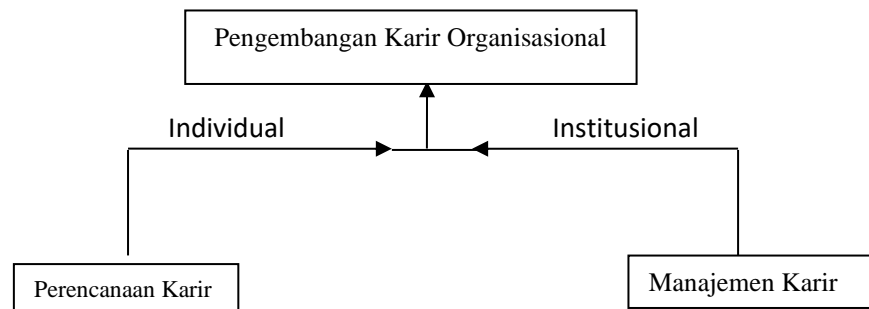 Pengembangan Karir Organisasional
Individual
Institusional
Perencanaan Karir
Manajemen Karir